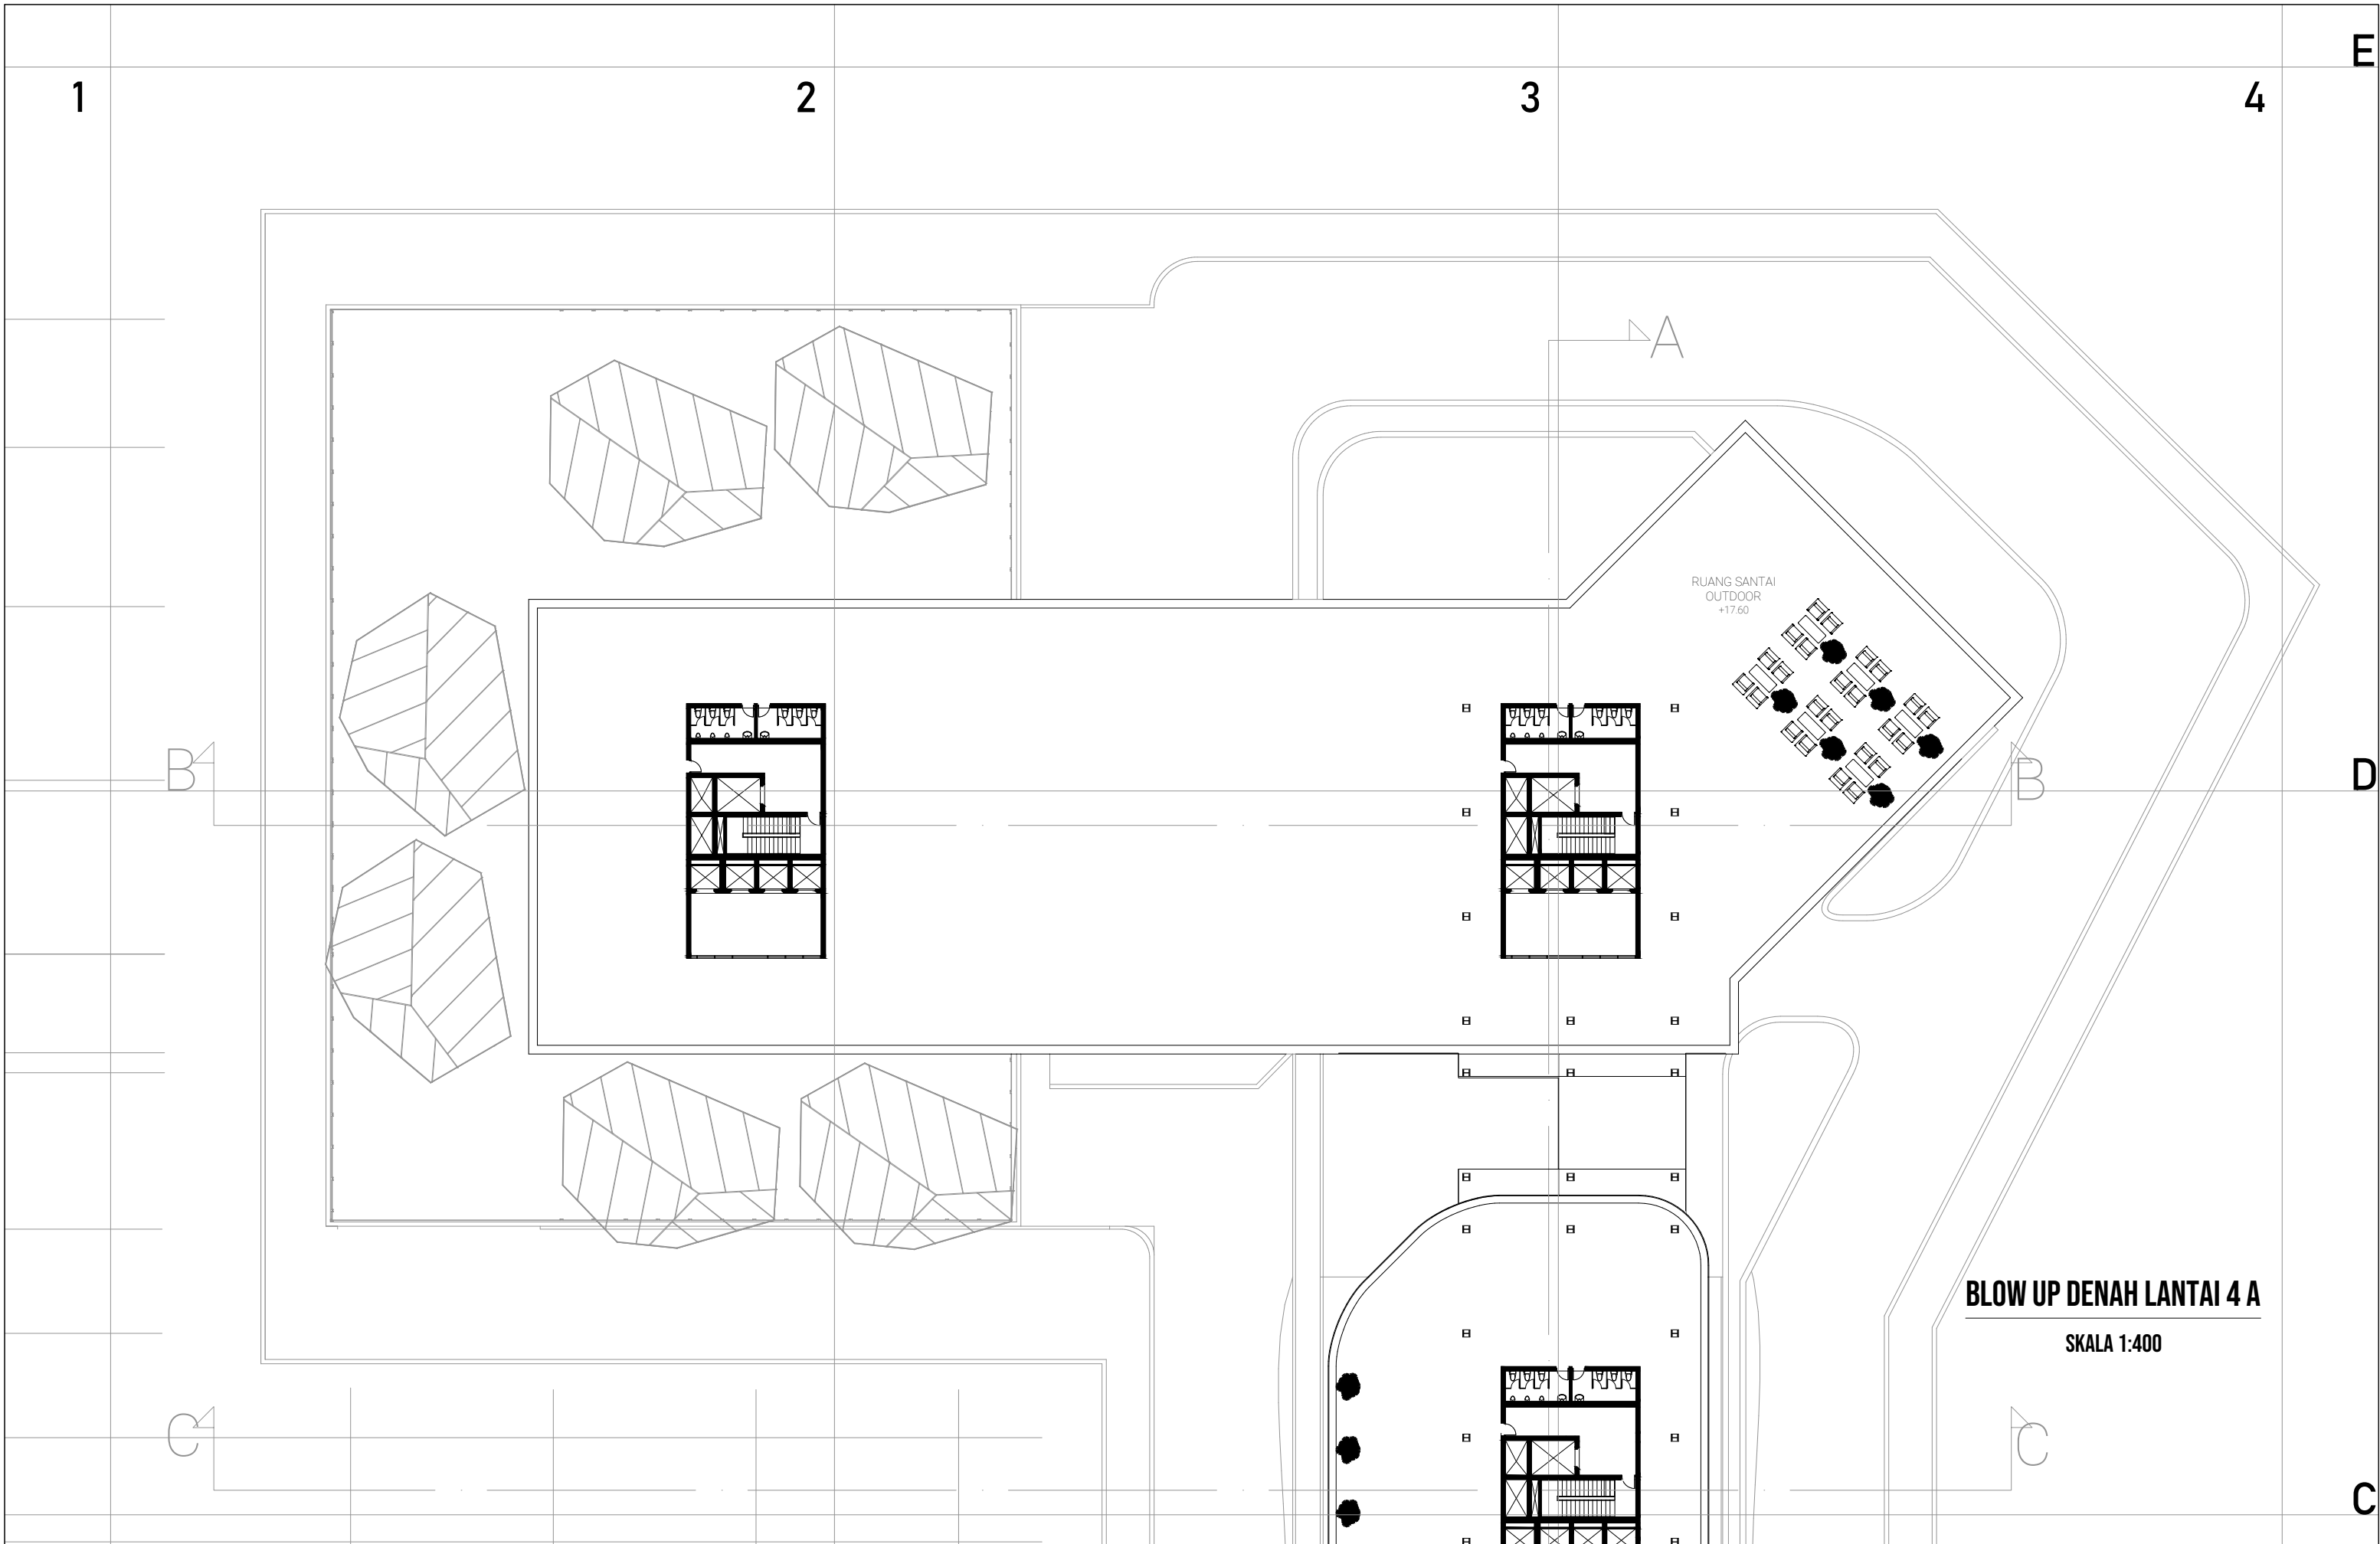 E
1
2
3
4
A
RUANG SANTAI
OUTDOOR
+17.60
B
B
D
BLOW UP DENAH LANTAI 4 A
SKALA 1:400
C
C
C